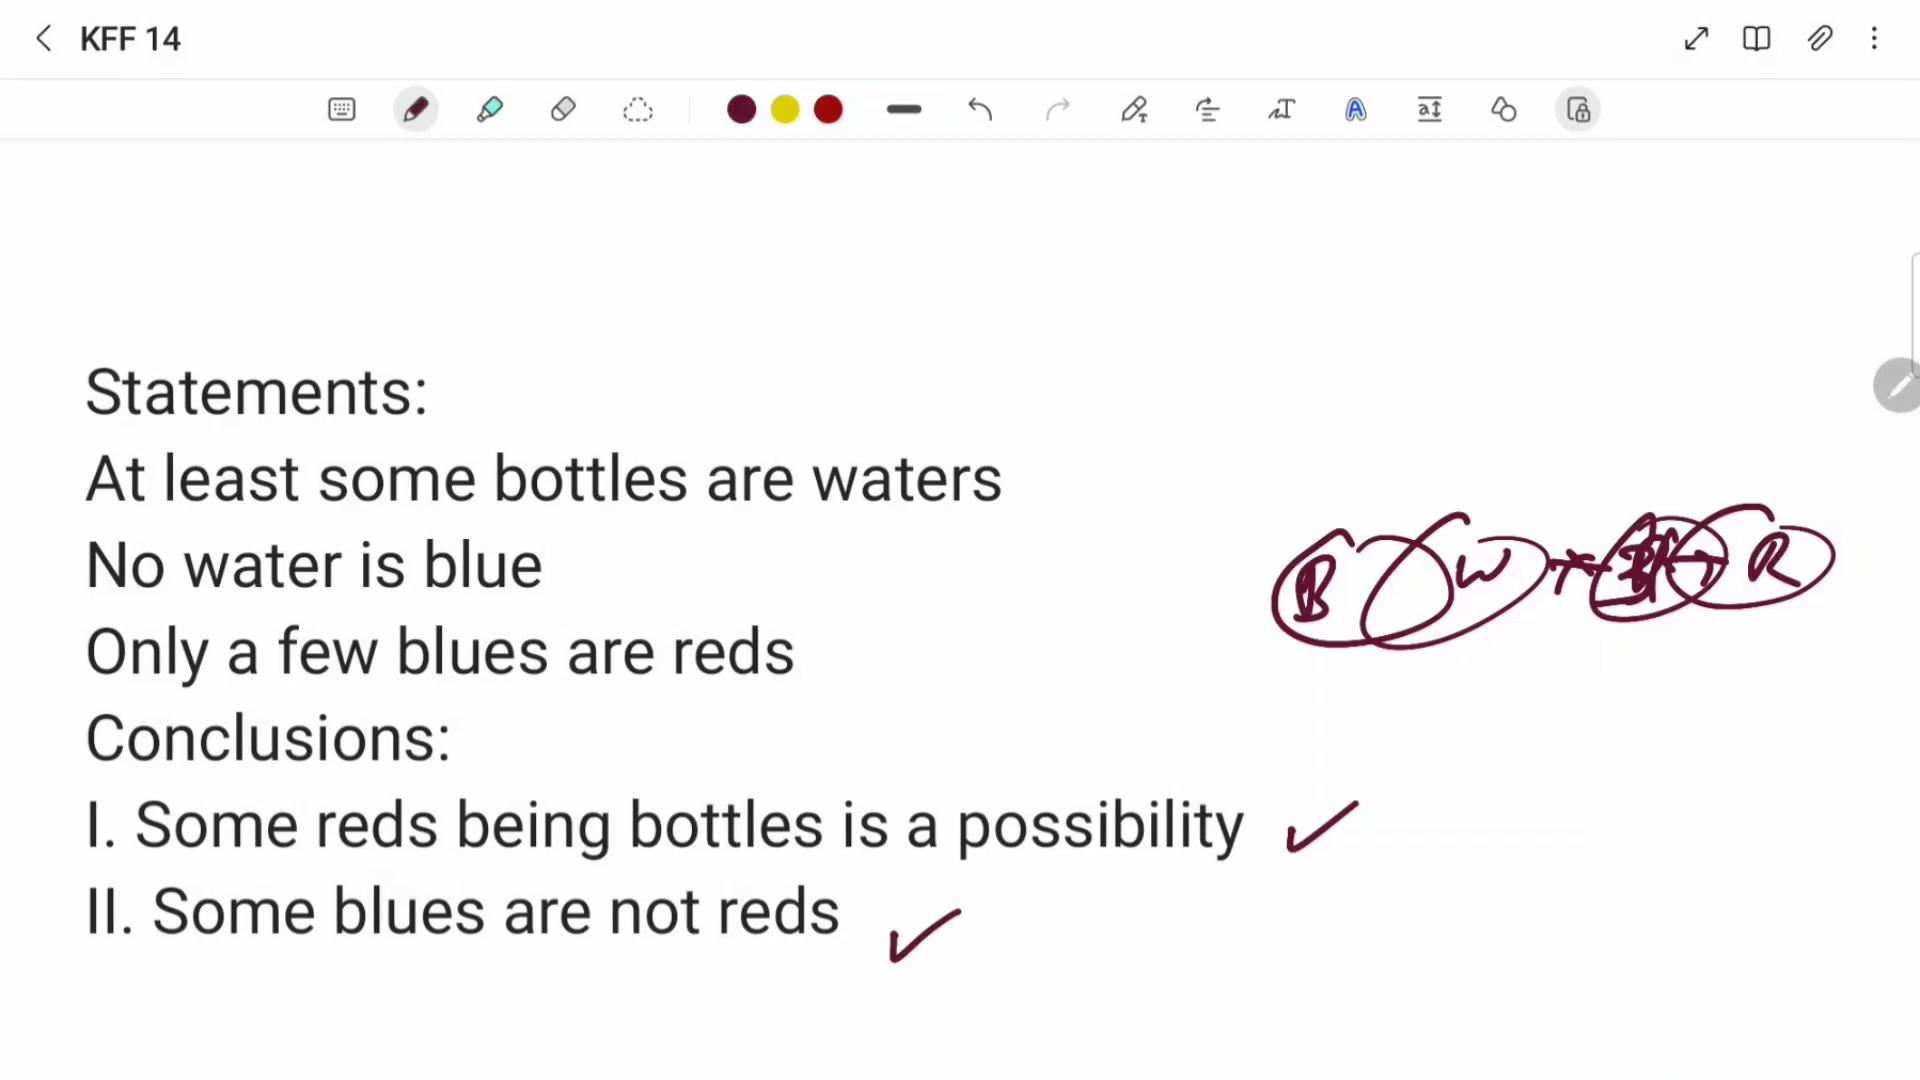 KFF 14
Statements:
At least some bottles are waters
No water is blue
Only a few blues are reds
Conclusions:
I. Some reds being bottles is a possibility
II. Some blues are not reds
B W R